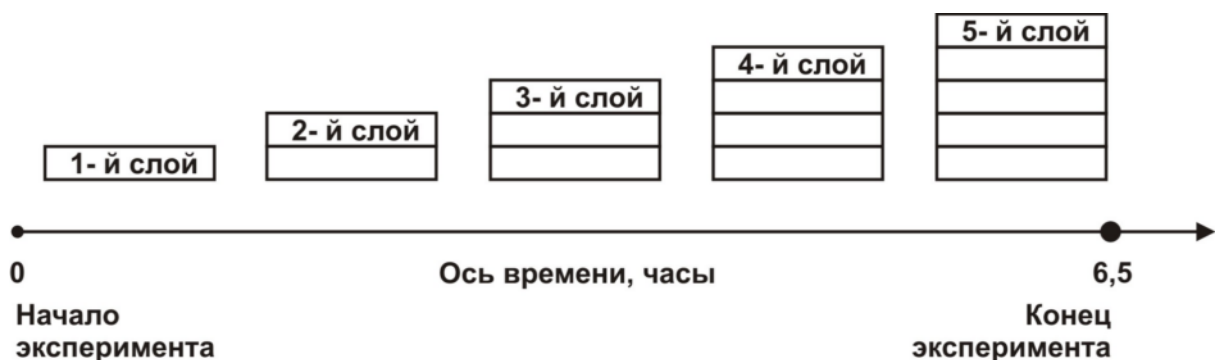 5- й слой
4- й слой
3- й слой
2- й слой
1- й слой
0
Ось времени, часы
6,5
Начало
эксперимента
Конец
эксперимента